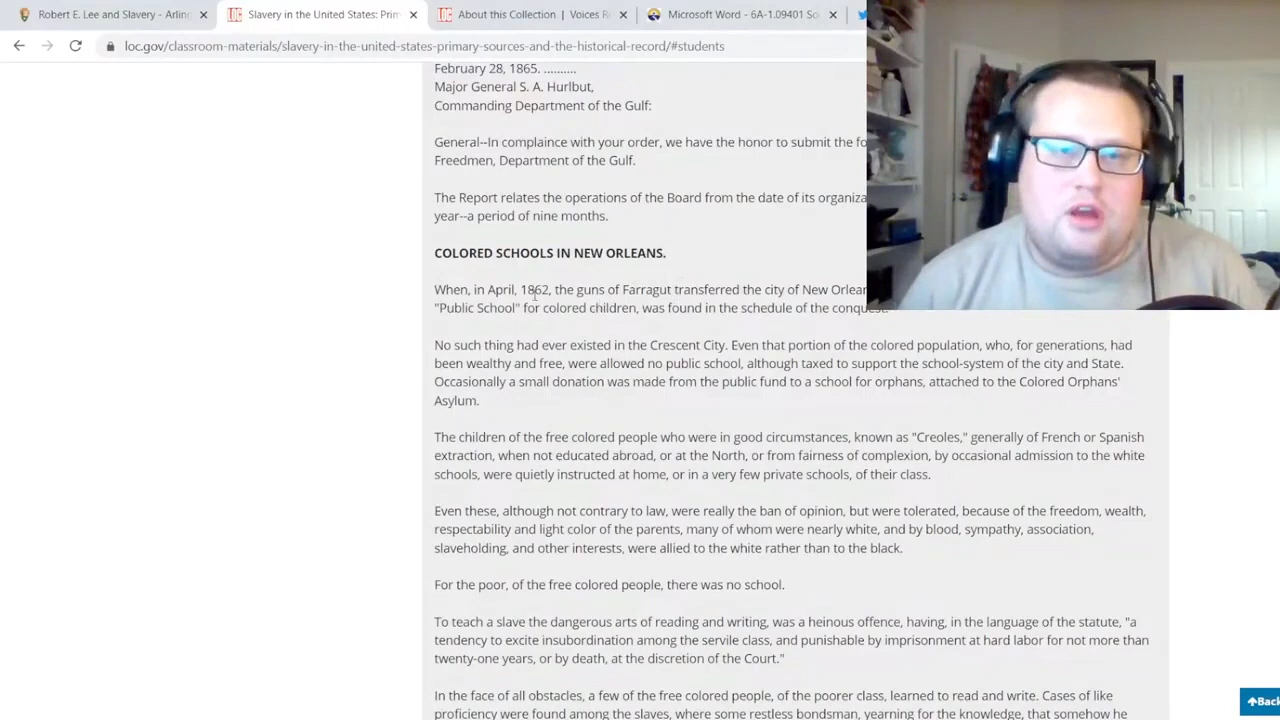 Robert E. Lee and Slavery - Arling
Slavery in the United States: Prim
About this Collection | Voices R
Microsoft Word - 6A-1.09401 So
loc.gov/classroom-materials/slavery-in-the-united-states-primary-sources-and-the-historical-record/#students
February 28, 1865. ..........
Major General S. A. Hurlbut,
Commanding Department of the Gulf:
General--In complaince with your order, we have the honor to submit the fo
Freedmen, Department of the Gulf.
The Report relates the operations of the Board from the date of its organiza
year--a period of nine months.
COLORED SCHOOLS IN NEW ORLEANS.
When, in April, 1862, the guns of Farragut transferred the city of New Orlean
"Public School" for colored children, was found in the schedule of the conquest.
No such thing had ever existed in the Crescent City. Even that portion of the colored population, who, for generations, had
been wealthy and free, were allowed no public school, although taxed to support the school-system of the city and State.
Occasionally a small donation was made from the public fund to a school for orphans, attached to the Colored Orphans'
Asylum.
The children of the free colored people who were in good circumstances, known as "Creoles," generally of French or Spanish
extraction, when not educated abroad, or at the North, or from fairness of complexion, by occasional admission to the white
schools, were quietly instructed at home, or in a very few private schools, of their class.
Even these, although not contrary to law, were really the ban of opinion, but were tolerated, because of the freedom, wealth,
respectability and light color of the parents, many of whom were nearly white, and by blood, sympathy, association,
slaveholding, and other interests, were allied to the white rather than to the black.
For the poor, of the free colored people, there was no school.
To teach a slave the dangerous arts of reading and writing, was a heinous offence, having, in the language of the statute, "a
tendency to excite insubordination among the servile class, and punishable by imprisonment at hard labor for not more than
twenty-one years, or by death, at the discretion of the Court."
In the face of all obstacles, a few of the free colored people, of the poorer class, learned to read and write. Cases of like
proficiency were found among the slaves, where some restless bondsman, yearning for the knowledge, that somehow he
Back